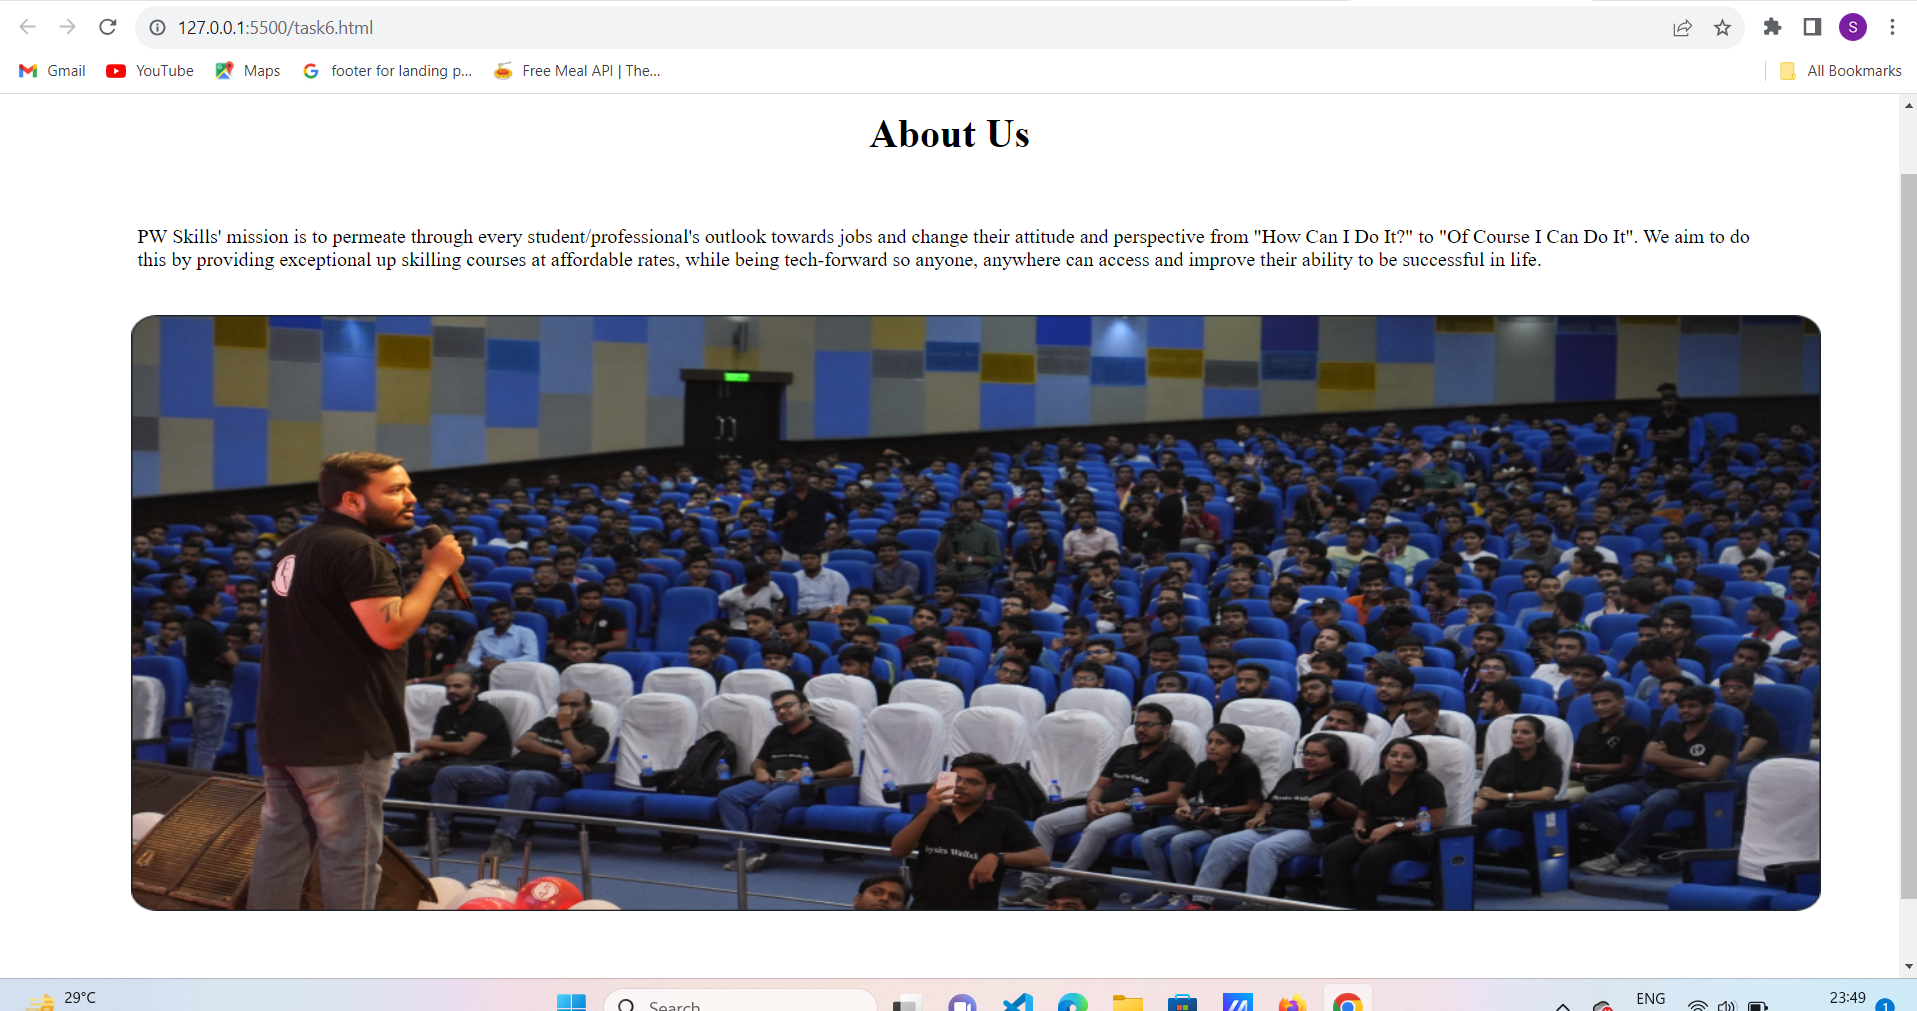 127.0.0.1:5500/task6.html
S
Gmail YouTube Maps footer for landing p... Free Meal API | The... All Bookmarks
About Us
PW Skills' mission is to permeate through every student/professional's outlook towards jobs and change their attitude and perspective from "How Can I Do It?" to "Of Course I Can Do It". We aim to do
this by providing exceptional up skilling courses at affordable rates, while being tech-forward so anyone, anywhere can access and improve their ability to be successful in life.
29°C
Search
ENG
23:49
1